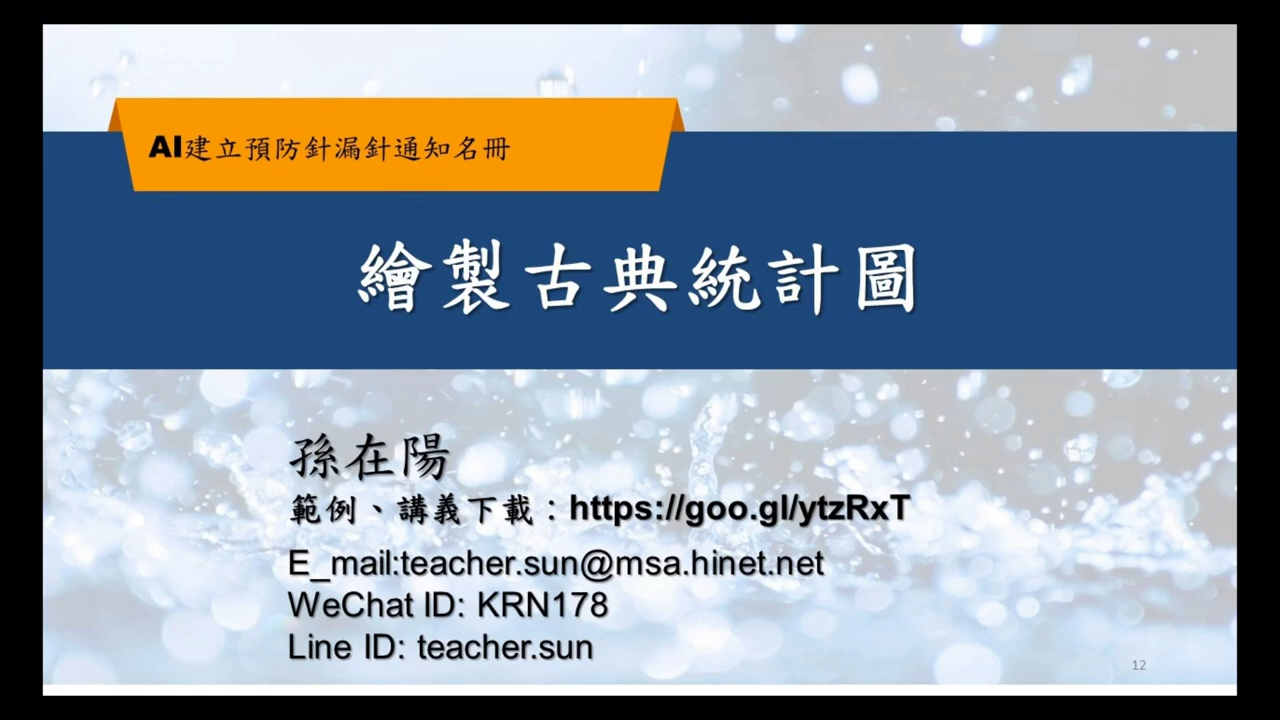 AI建立預防針漏針通知名冊
繪製古典統計圖
孫在陽
範例、講義下載：https://goo.gl/ytzRxT
E_mail:teacher.sun@msa.hinet.net
WeChat ID: KRN178
Line ID: teacher.sun
12